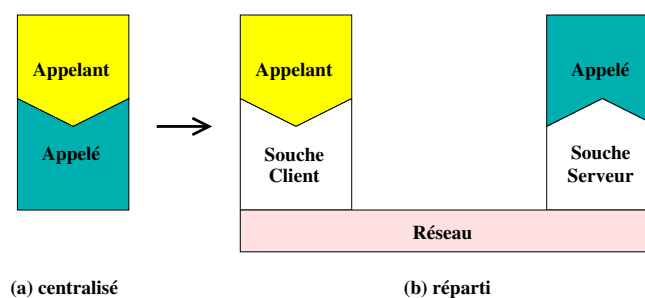 Appelant
Appelé
Appelant
Souche
Client
Appelé
Souche
Serveur
Réseau
(a) centralisé
(b) réparti